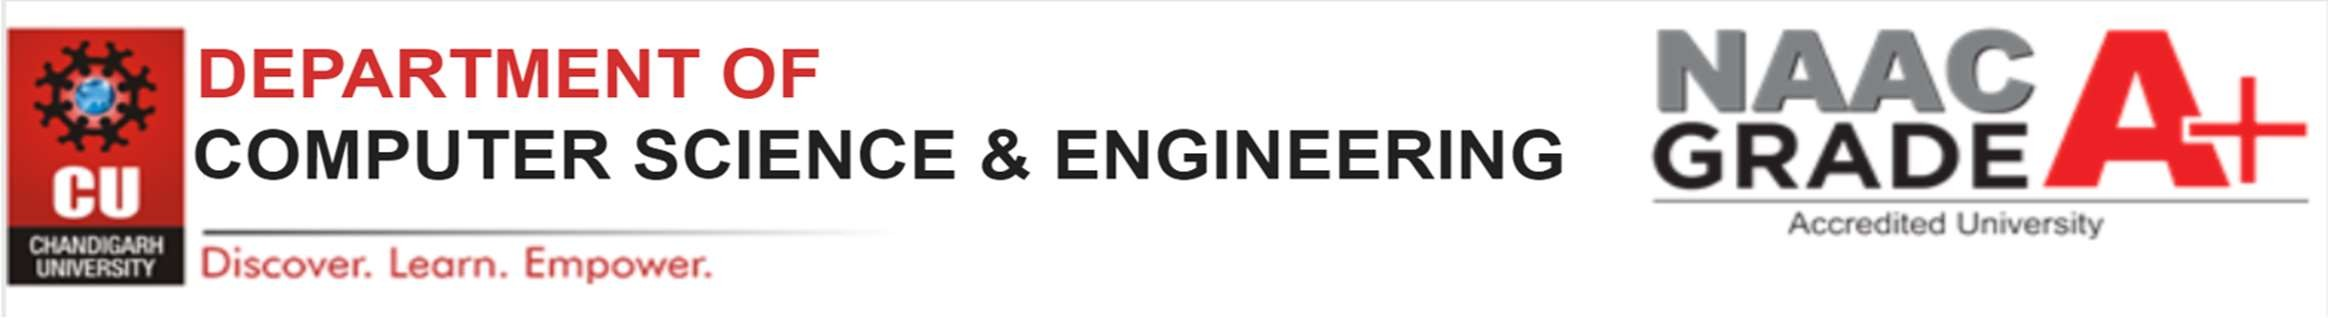 CU
CHANDIGARH
UNIVERSITY
DEPARTMENT OF
COMPUTER SCIENCE & ENGINEERING
Discover. Learn. Empower.
NAAC
GRADE A+
Accredited University